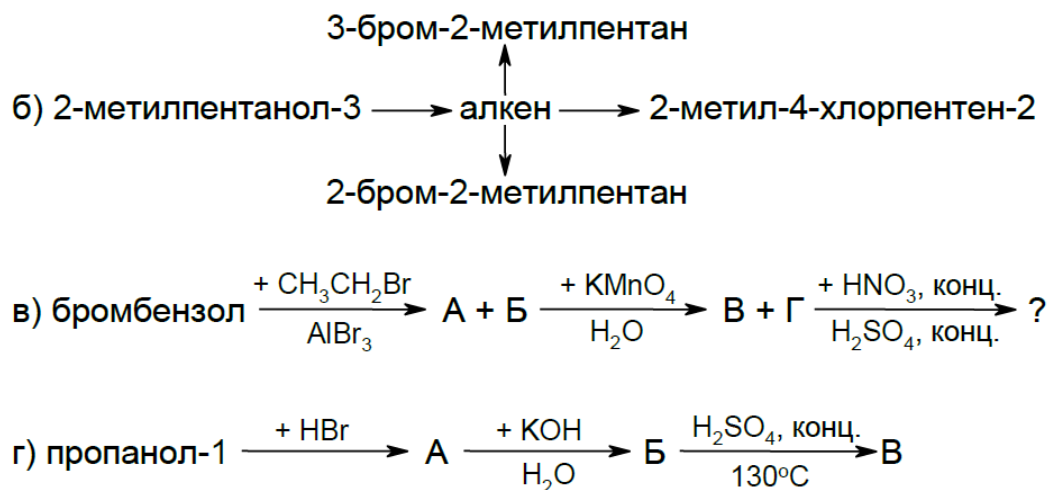 3-бром-2-метилпентан
б) 2-метилпентанол-3 → алкен → 2-метил-4-хлорпентен-2
2-бром-2-метилпентан
+ CH₃CH₂Br + KMnO₄ + HNO₃, конц.
в) бромбензол → А + Б → В + Г → ?
AlBr₃ H₂O H₂SO₄, конц.
+ HBr + KOH H₂SO₄, конц.
г) пропанол-1 → А → Б → В
H₂O 130°C